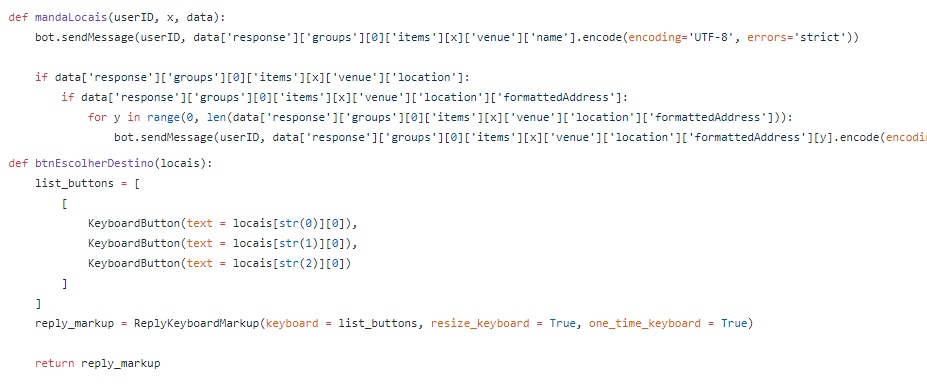 def mandaLocais(userID, x, data):
    bot.sendMessage(userID, data['response']['groups'][0]['items'][x]['venue']['name'].encode(encoding='UTF-8', errors='strict'))
    if data['response']['groups'][0]['items'][x]['venue']['location']:
        if data['response']['groups'][0]['items'][x]['venue']['location']['formattedAddress']:
            for y in range(0, len(data['response']['groups'][0]['items'][x]['venue']['location']['formattedAddress'])):
                bot.sendMessage(userID, data['response']['groups'][0]['items'][x]['venue']['location']['formattedAddress'][y].encode(encodi
def btnEscolherDestino(locais):
    list_buttons = [
        [
            KeyboardButton(text = locais[str(0)][0]),
            KeyboardButton(text = locais[str(1)][0]),
            KeyboardButton(text = locais[str(2)][0])
        ]
    ]
    reply_markup = ReplyKeyboardMarkup(keyboard = list_buttons, resize_keyboard = True, one_time_keyboard = True)
    return reply_markup